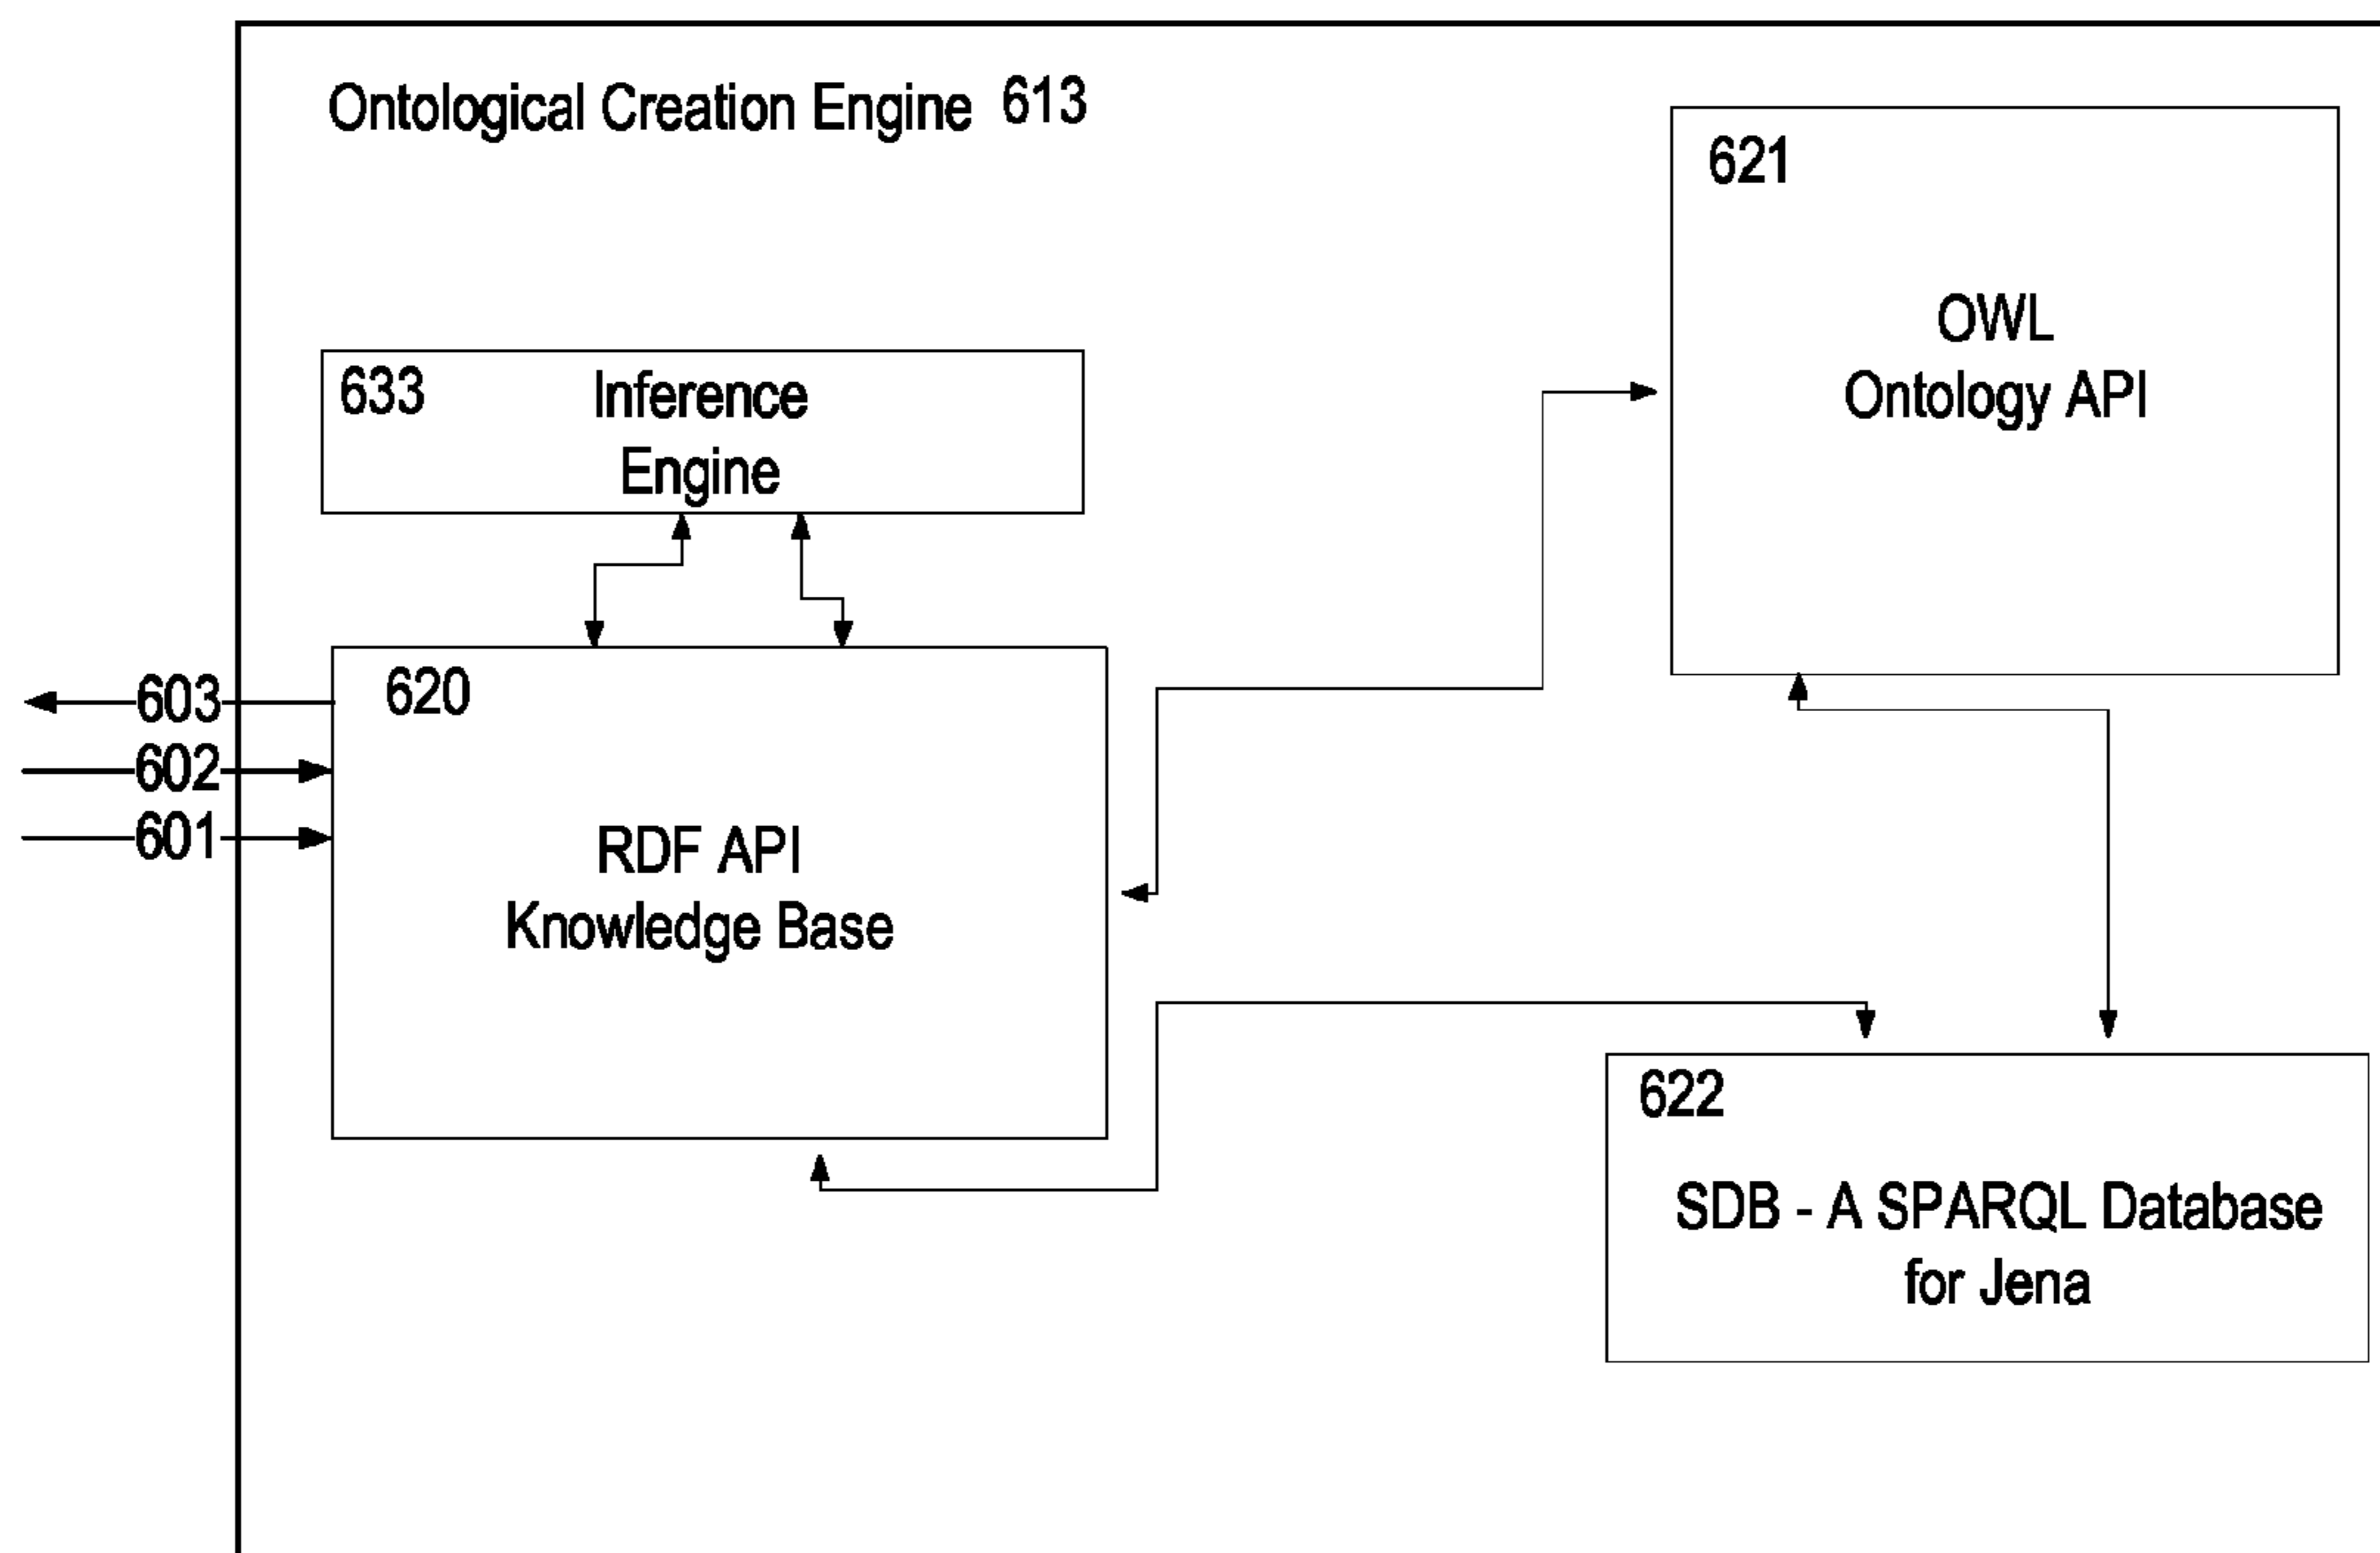 Ontological Creation Engine 613
621
OWL
Ontology API
633 Inference
Engine
603
602
601
620
RDF API
Knowledge Base
622
SDB - A SPARQL Database
for Jena